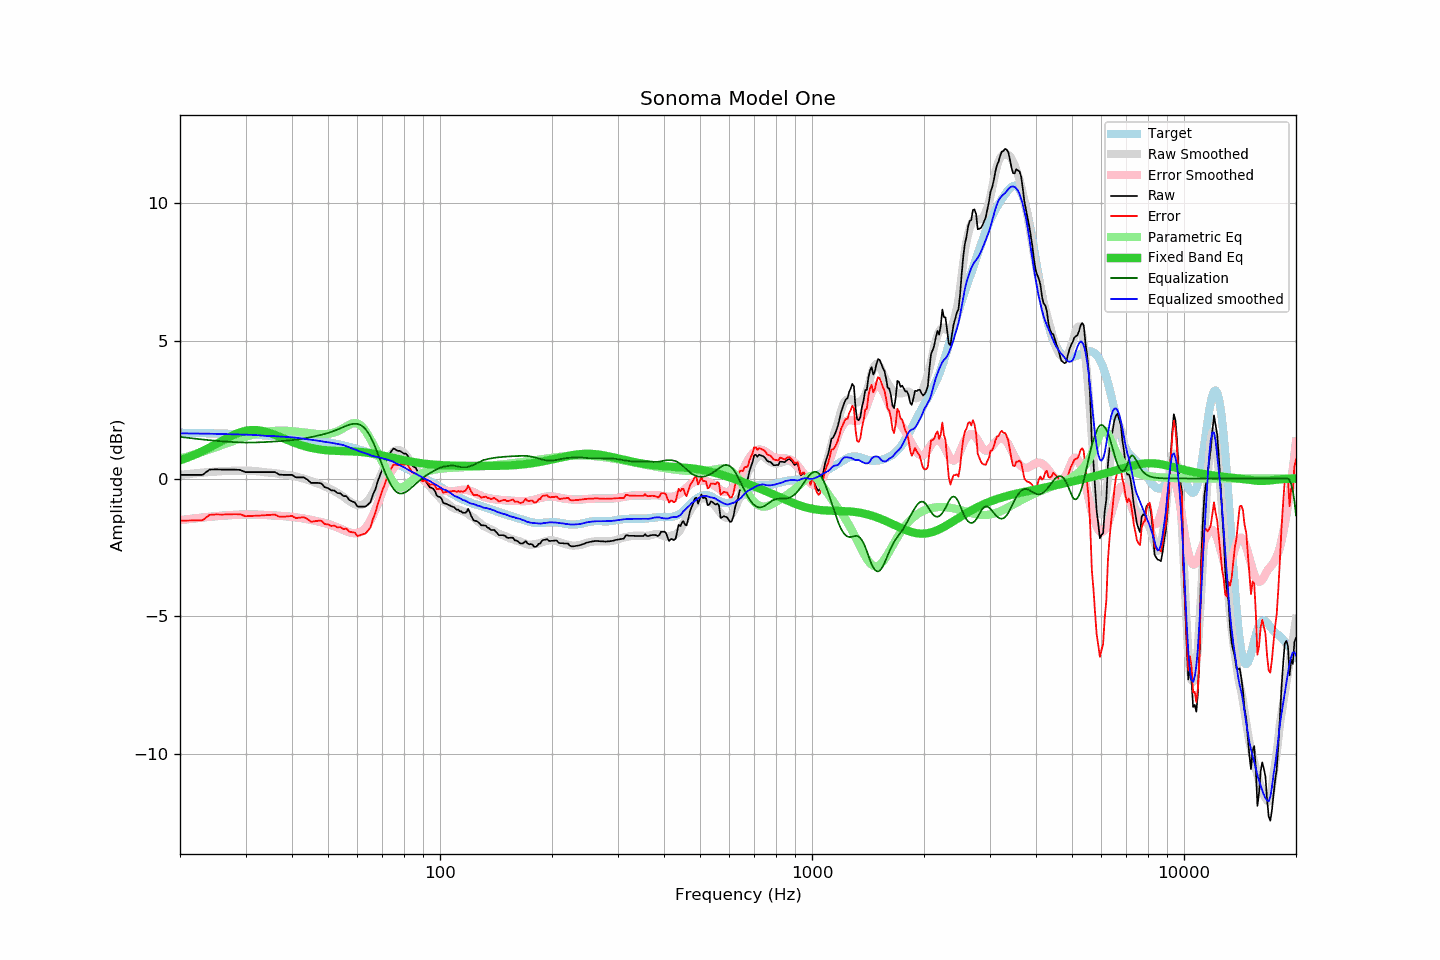 Sonoma Model One
Target
Raw Smoothed
Error Smoothed
Raw
Error
Parametric Eq
Fixed Band Eq
Equalization
Equalized smoothed
10
5
0
−5
−10
Amplitude (dBr)
100
1000
10000
Frequency (Hz)